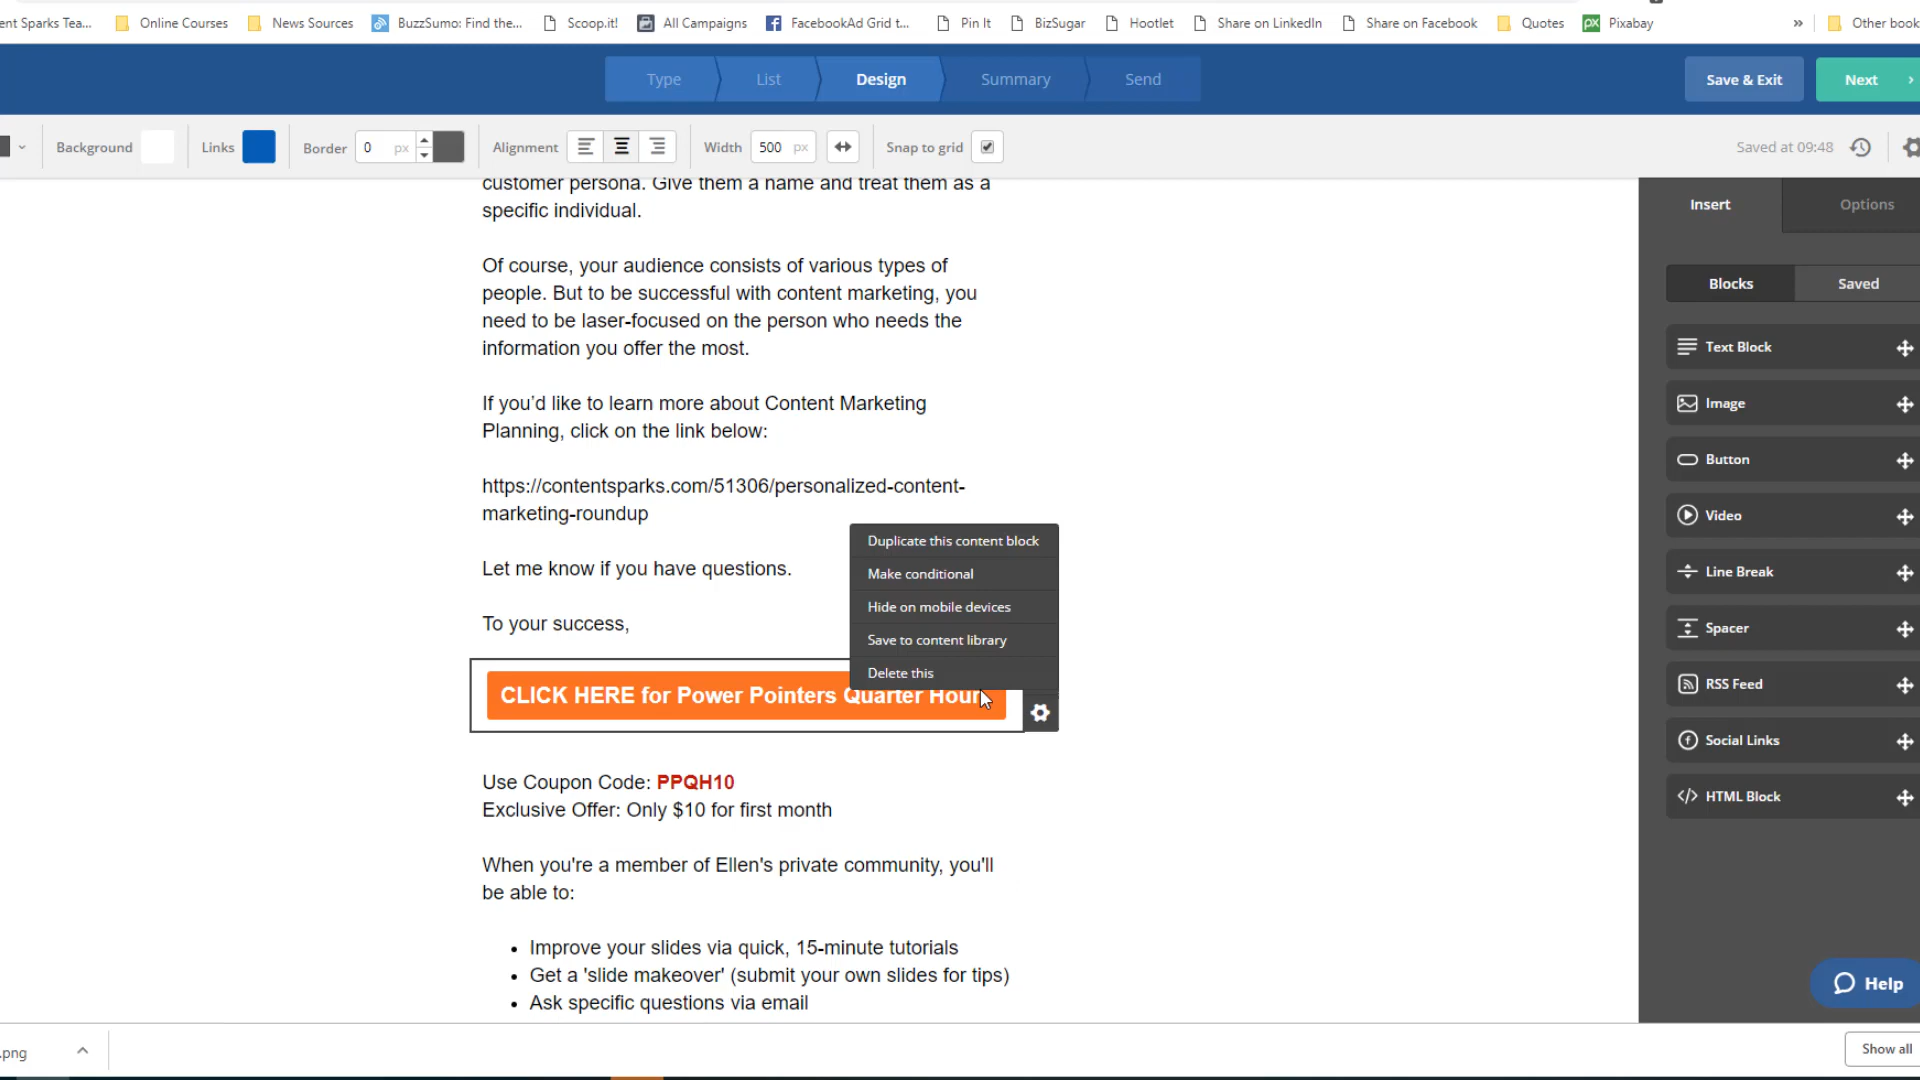 nt Sparks Tea... Online Courses News Sources BuzzSumo: Find the... Scoop.it! All Campaigns FacebookAd Grid t... Pin It BizSugar Hootlet Share on LinkedIn Share on Facebook Quotes Pixabay » Other book
Type List Design Summary Send Save & Exit Next
Background Links Border 0 px Alignment Width 500 px Snap to grid Saved at 09:48
customer persona. Give them a name and treat them as a
specific individual.
Of course, your audience consists of various types of
people. But to be successful with content marketing, you
need to be laser-focused on the person who needs the
information you offer the most.
If you’d like to learn more about Content Marketing
Planning, click on the link below:
https://contentsparks.com/51306/personalized-content-
marketing-roundup
Let me know if you have questions.
To your success,
Duplicate this content block
Make conditional
Hide on mobile devices
Save to content library
Delete this
CLICK HERE for Power Pointers Quarter Hour
Use Coupon Code: PPQH10
Exclusive Offer: Only $10 for first month
When you're a member of Ellen's private community, you'll
be able to:
• Improve your slides via quick, 15-minute tutorials
• Get a 'slide makeover' (submit your own slides for tips)
• Ask specific questions via email
Insert Options
Blocks Saved
Text Block
Image
Button
Video
Line Break
Spacer
RSS Feed
Social Links
HTML Block
Help
.png
Show all